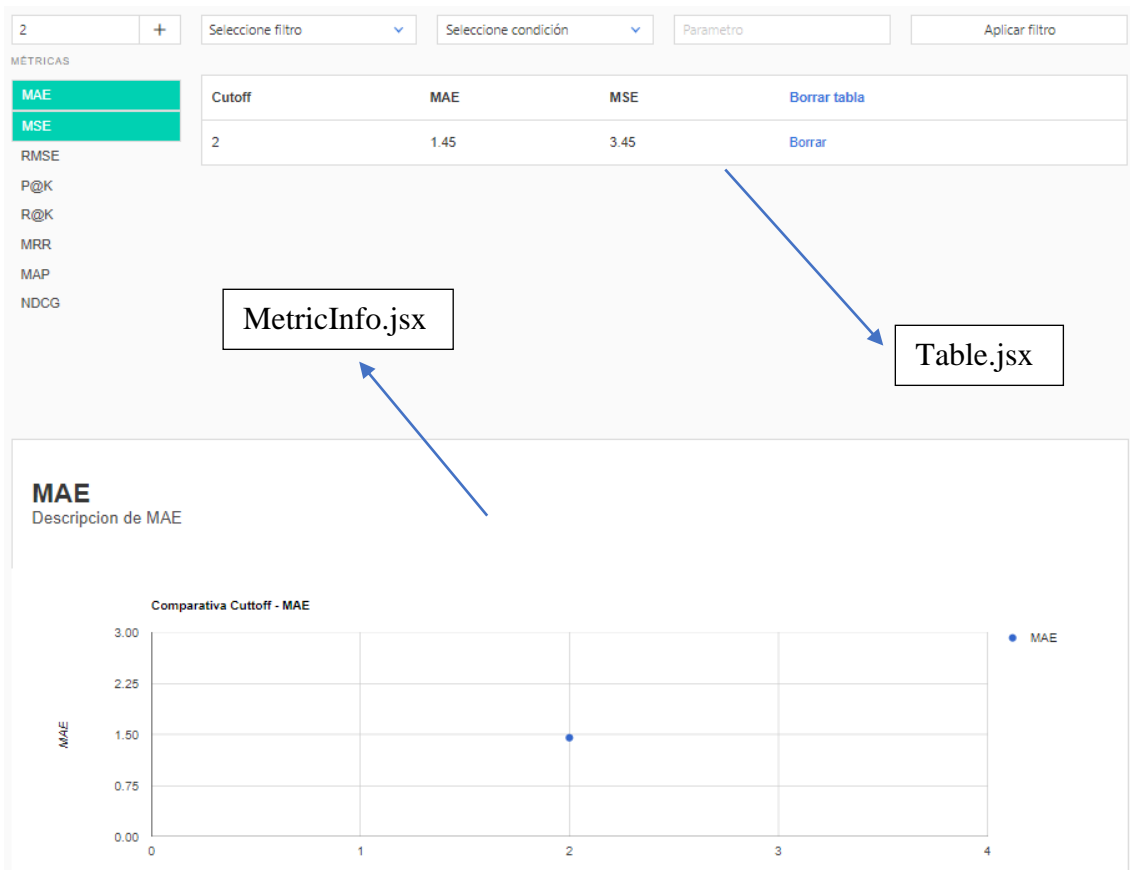 2 + Seleccione filtro Seleccione condición Parametro Aplicar filtro
MÉTRICAS
MAE
MSE
RMSE
P@K
R@K
MRR
MAP
NDCG
Cutoff MAE MSE Borrar tabla
2 1.45 3.45 Borrar
MetricInfo.jsx
Table.jsx
MAE
Descripcion de MAE
Comparativa Cuttoff - MAE
3.00
2.25
1.50
0.75
0.00
MAE
0 1 2 3 4
MAE